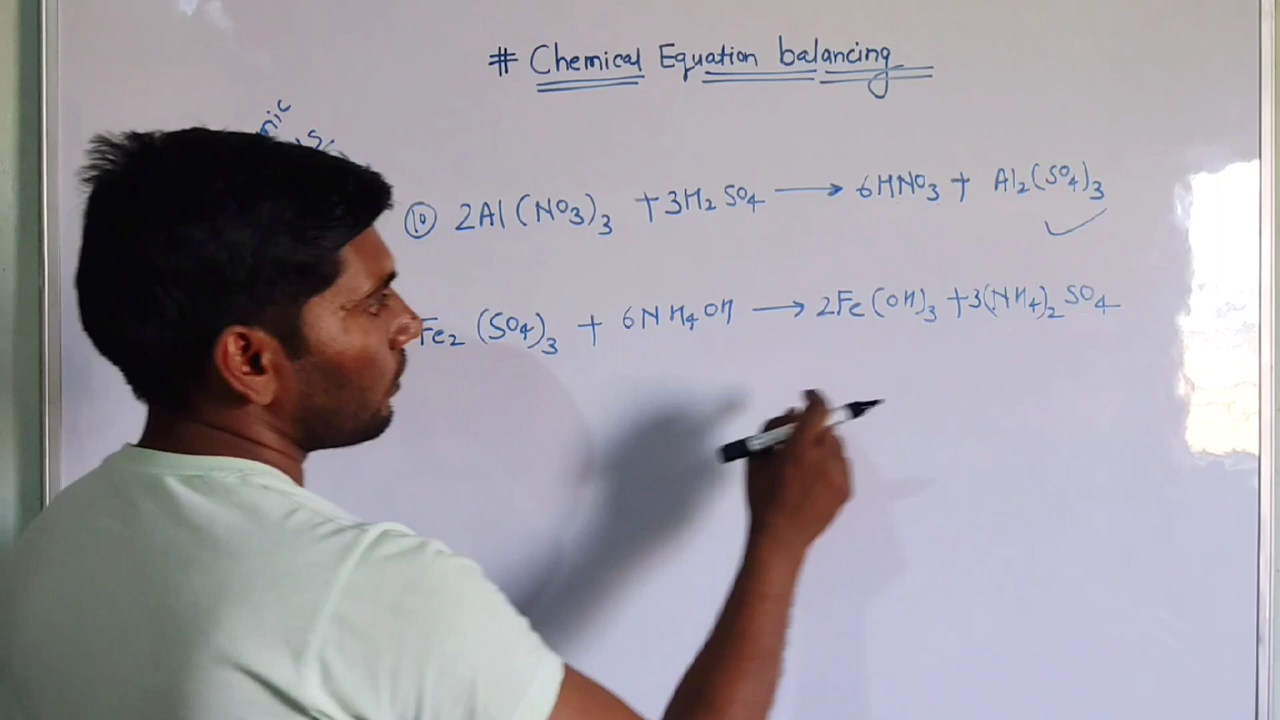 # Chemical Equation balancing
⑩ 2Al(NO3)3 + 3H2SO4 → 6HNO3 + Al2(SO4)3
Fe2(SO4)3 + 6NH4OH → 2Fe(OH)3 + 3(NH4)2SO4